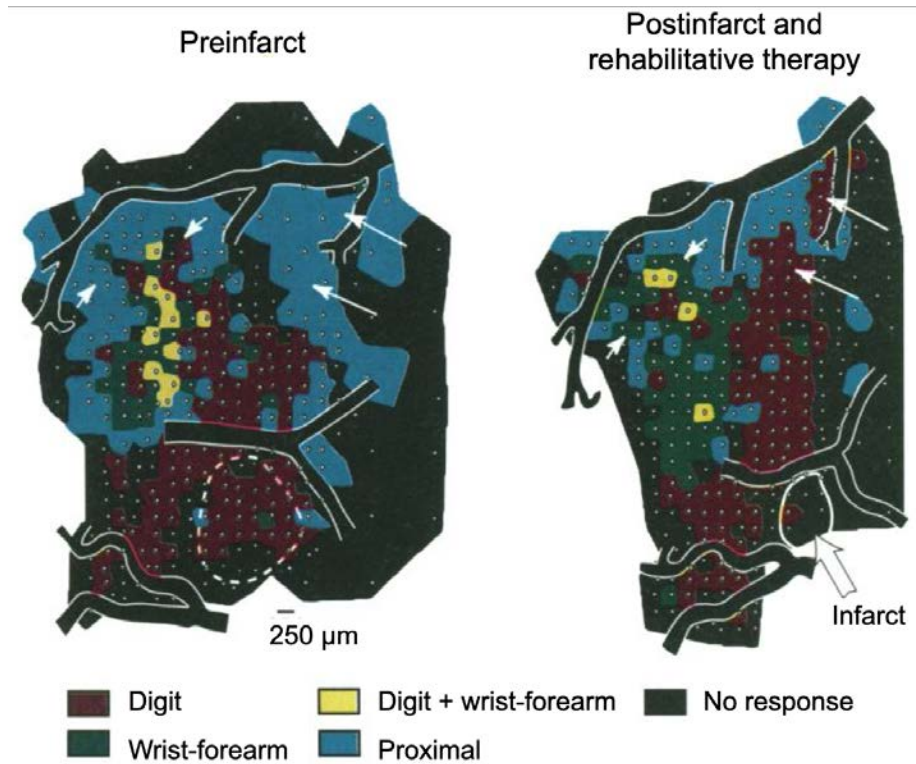 Preinfarct
Postinfarct and
rehabilitative therapy
250 µm
Infarct
Digit
Digit + wrist-forearm
No response
Wrist-forearm
Proximal